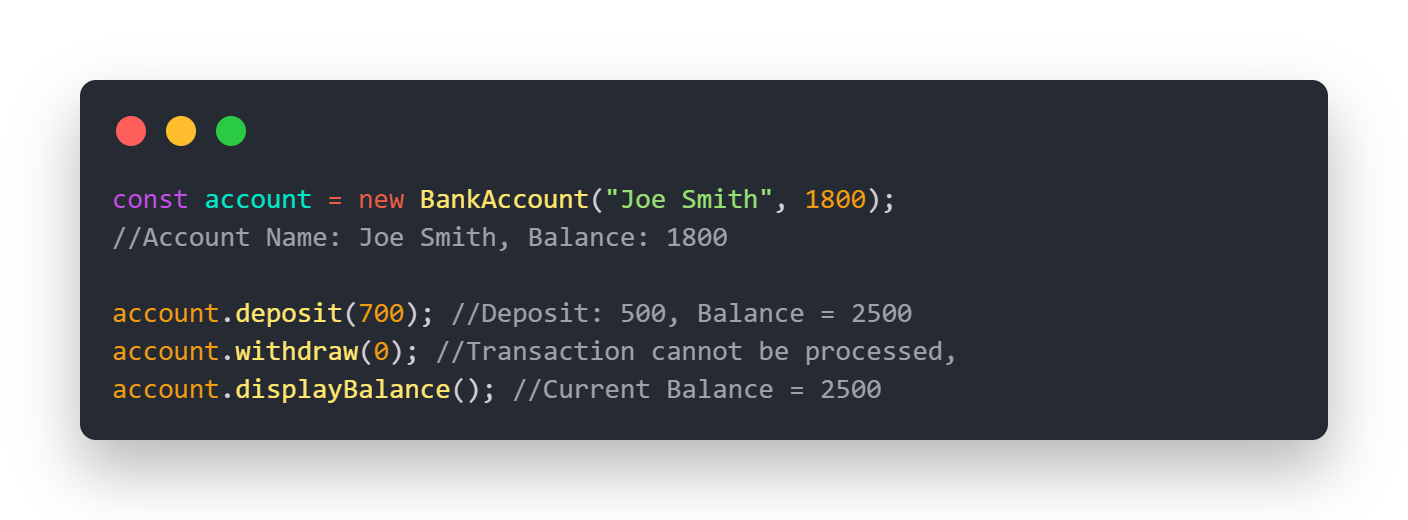 const account = new BankAccount("Joe Smith", 1800);
//Account Name: Joe Smith, Balance: 1800
account.deposit(700); //Deposit: 500, Balance = 2500
account.withdraw(0); //Transaction cannot be processed,
account.displayBalance(); //Current Balance = 2500